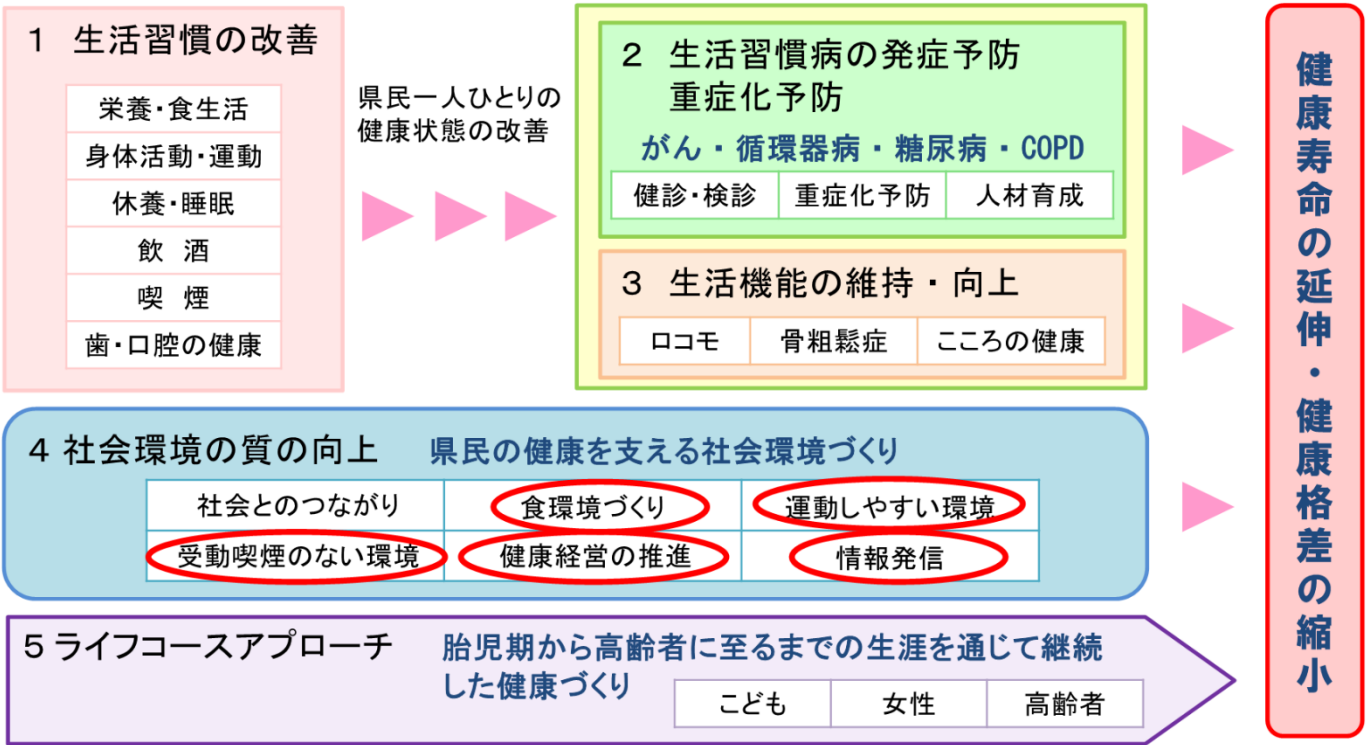 1 生活習慣の改善
栄養・食生活
身体活動・運動
休養・睡眠
飲 酒
喫 煙
歯・口腔の健康
県民一人ひとりの
健康状態の改善
2 生活習慣病の発症予防
重症化予防
がん・循環器病・糖尿病・COPD
健診・検診 重症化予防 人材育成
3 生活機能の維持・向上
ロコモ 骨粗鬆症 こころの健康
4 社会環境の質の向上 県民の健康を支える社会環境づくり
社会とのつながり 食環境づくり 運動しやすい環境
受動喫煙のない環境 健康経営の推進 情報発信
5 ライフコースアプローチ 胎児期から高齢者に至るまでの生涯を通じて継続
した健康づくり
こども 女性 高齢者
健康寿命の延伸・健康格差の縮小